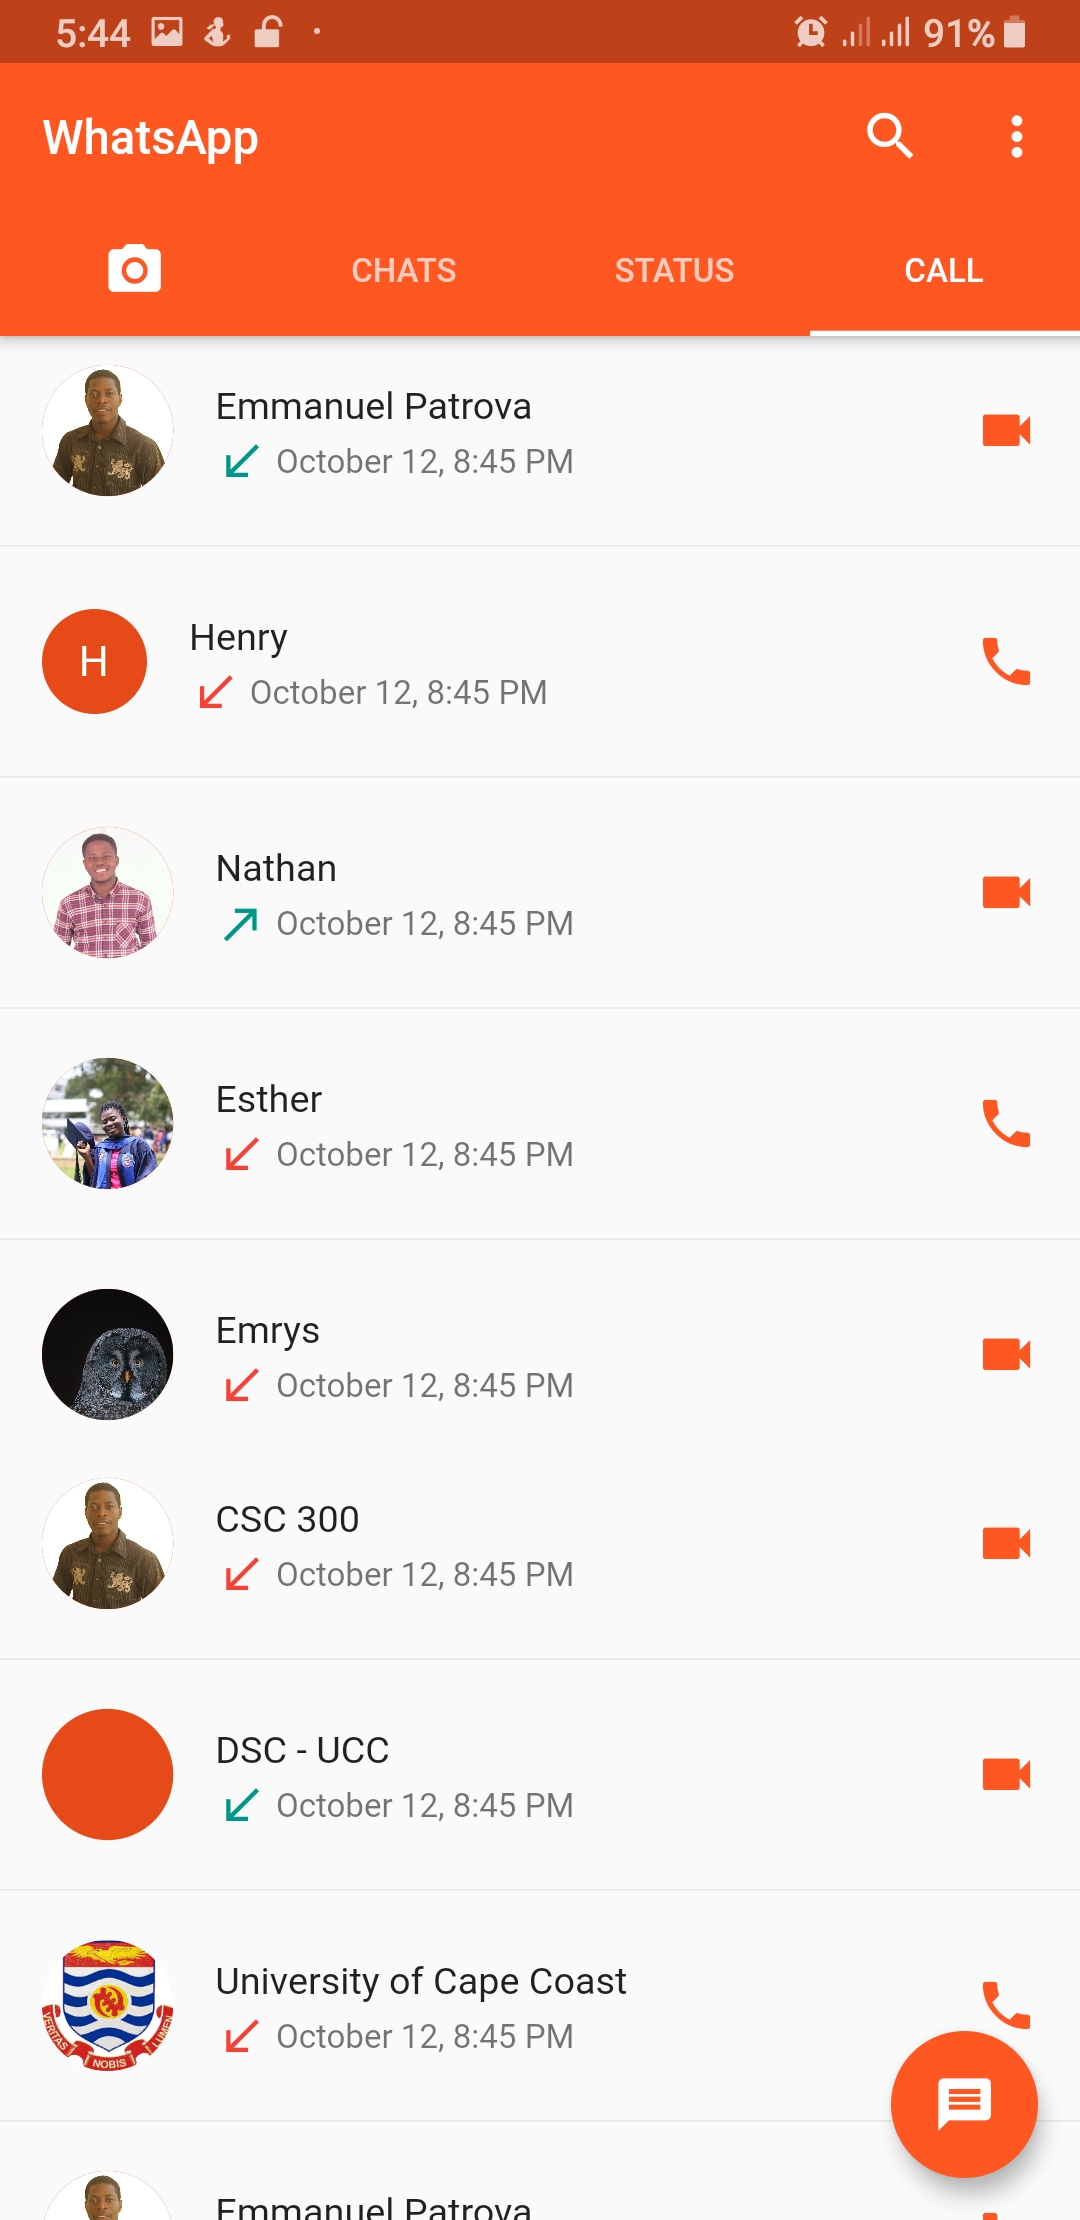 5:44
91%
WhatsApp
CHATS
STATUS
CALL
Emmanuel Patrova
October 12, 8:45 PM
H
Henry
October 12, 8:45 PM
Nathan
October 12, 8:45 PM
Esther
October 12, 8:45 PM
Emrys
October 12, 8:45 PM
CSC 300
October 12, 8:45 PM
DSC - UCC
October 12, 8:45 PM
University of Cape Coast
October 12, 8:45 PM
VERITAS
NOBIS
LUMEN
Emmanuel Patrova